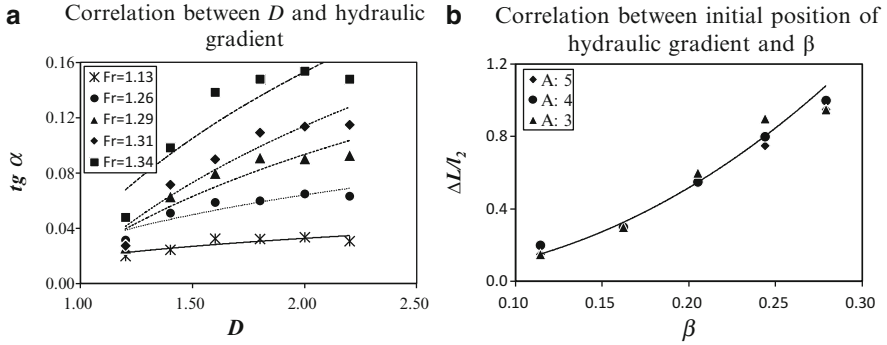 a
Correlation between D and hydraulic
gradient
0.16
0.12
0.08
0.04
0.00
tg α
Fr=1.13
Fr=1.26
Fr=1.29
Fr=1.31
Fr=1.34
1.00 1.50 2.00 2.50
D
b
Correlation between initial position of
hydraulic gradient and β
1.2
0.8
0.4
0.0
ΔL/l₂
A: 5
A: 4
A: 3
0.10 0.15 0.20 0.25 0.30
β